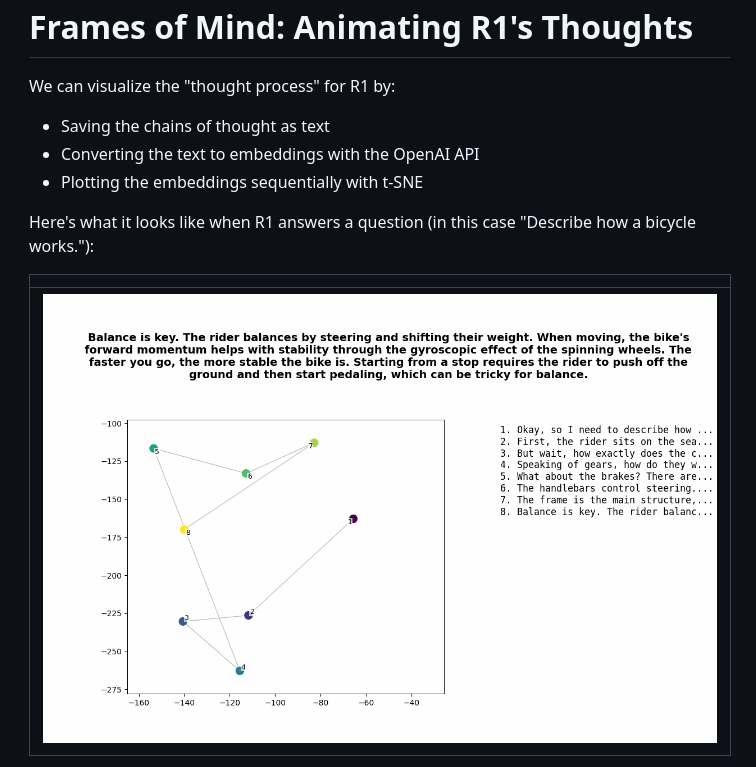 Frames of Mind: Animating R1's Thoughts
We can visualize the "thought process" for R1 by:
Saving the chains of thought as text
Converting the text to embeddings with the OpenAI API
Plotting the embeddings sequentially with t-SNE
Here's what it looks like when R1 answers a question (in this case "Describe how a bicycle
works."):
Balance is key. The rider balances by steering and shifting their weight. When moving, the bike's
forward momentum helps with stability through the gyroscopic effect of the spinning wheels. The
faster you go, the more stable the bike is. Starting from a stop requires the rider to push off the
ground and then start pedaling, which can be tricky for balance.
−100
−125
−150
−175
−200
−225
−250
−275
−160 −140 −120 −100 −80 −60 −40
7
5
6
1
8
2
3
4
1. Okay, so I need to describe how ...
2. First, the rider sits on the sea...
3. But wait, how exactly does the c...
4. Speaking of gears, how do they w...
5. What about the brakes? There are...
6. The handlebars control steering....
7. The frame is the main structure,...
8. Balance is key. The rider balanc...